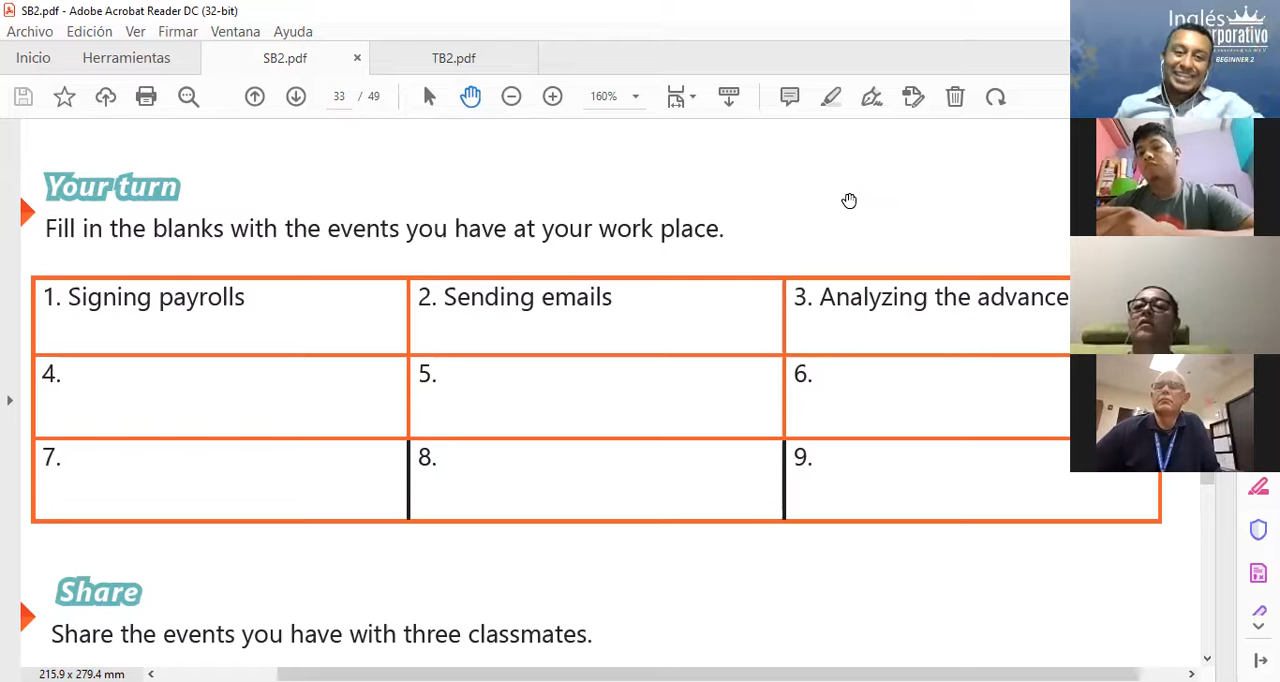 SB2.pdf - Adobe Acrobat Reader DC (32-bit)
Archivo Edición Ver Firmar Ventana Ayuda
Inicio Herramientas SB2.pdf × TB2.pdf
33 / 49 160%
Inglés
orporativo
BEGINNER 2
Your turn
Fill in the blanks with the events you have at your work place.
1. Signing payrolls 2. Sending emails 3. Analyzing the advance
4. 5. 6.
7. 8. 9.
Share
Share the events you have with three classmates.
215.9 x 279.4 mm